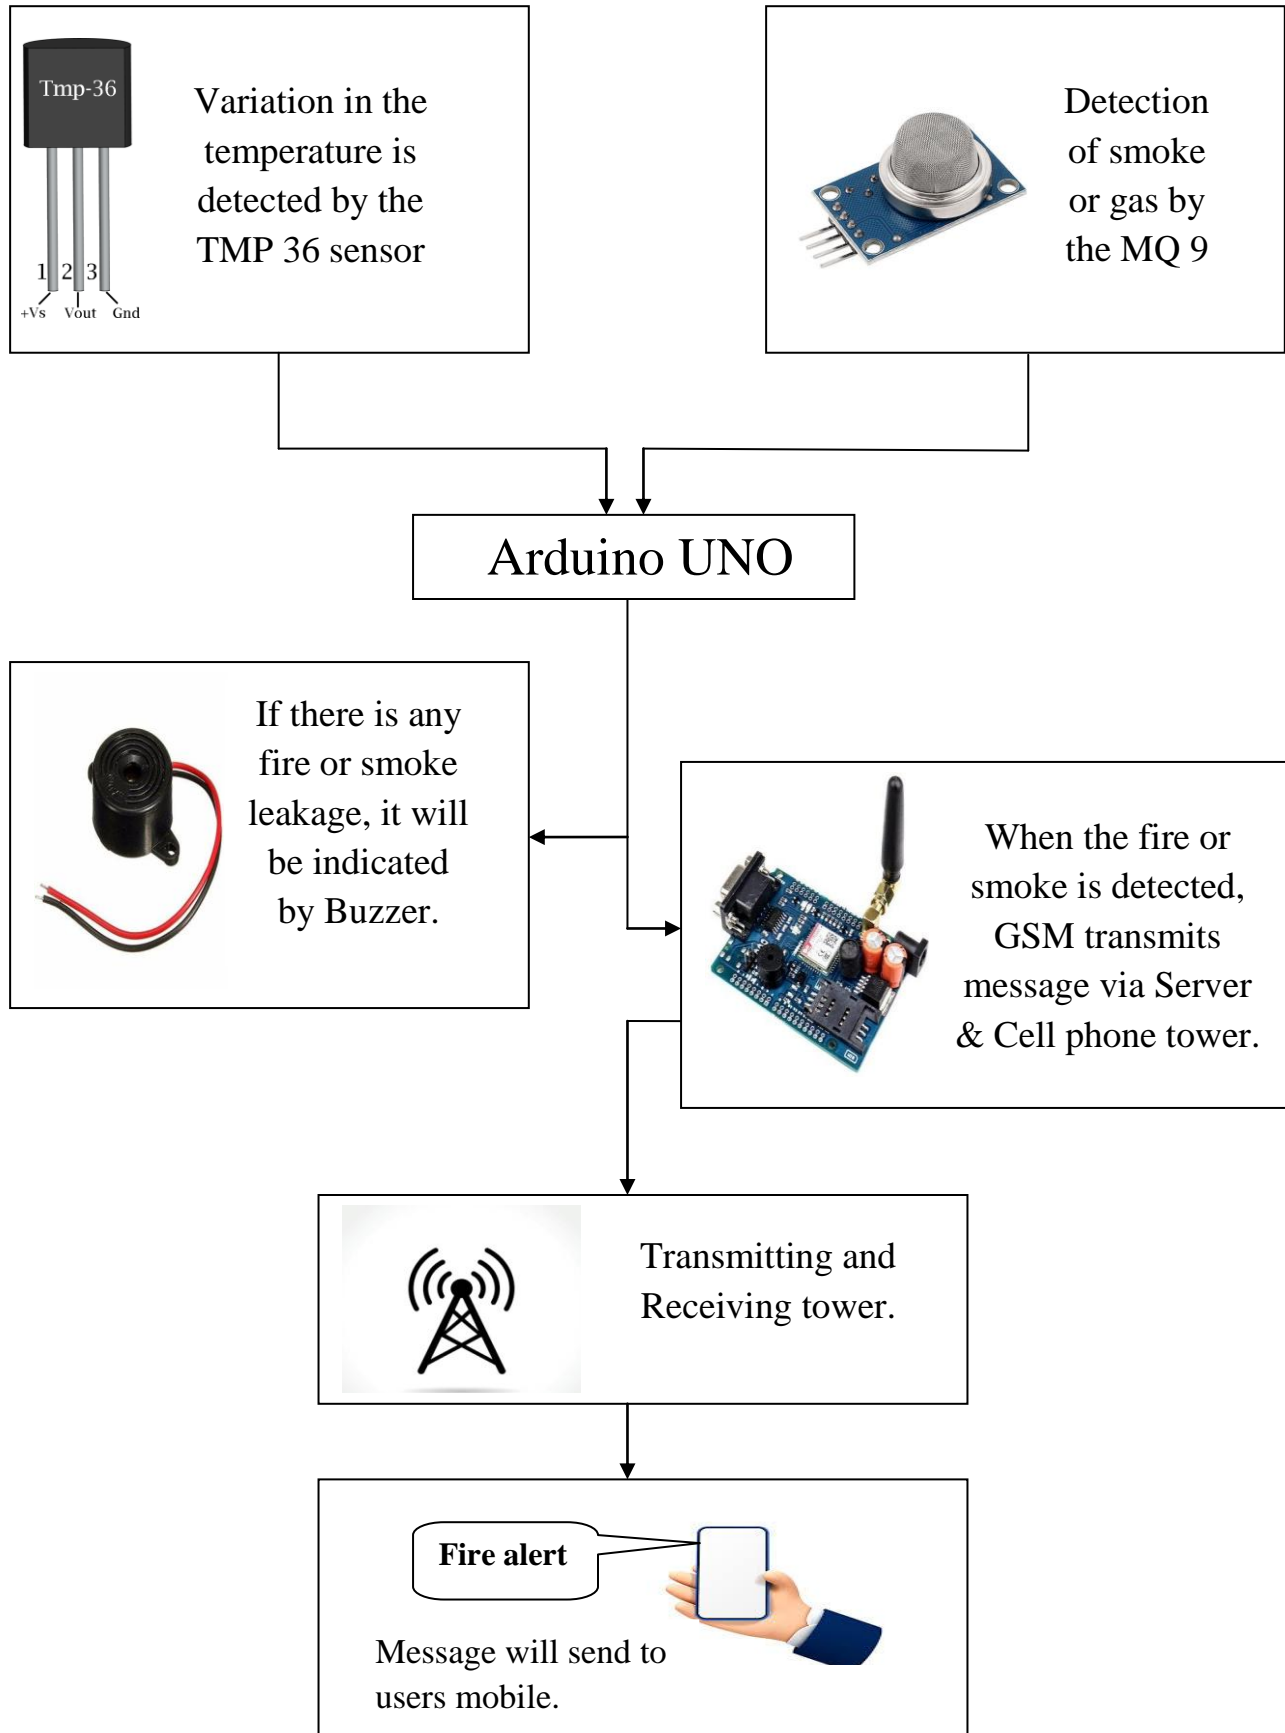 Tmp-36
1 2 3
+Vs Vout Gnd
Variation in the
temperature is
detected by the
TMP 36 sensor
Detection
of smoke
or gas by
the MQ 9
Arduino UNO
If there is any
fire or smoke
leakage, it will
be indicated
by Buzzer.
When the fire or
smoke is detected,
GSM transmits
message via Server
& Cell phone tower.
Transmitting and
Receiving tower.
Fire alert
Message will send to
users mobile.